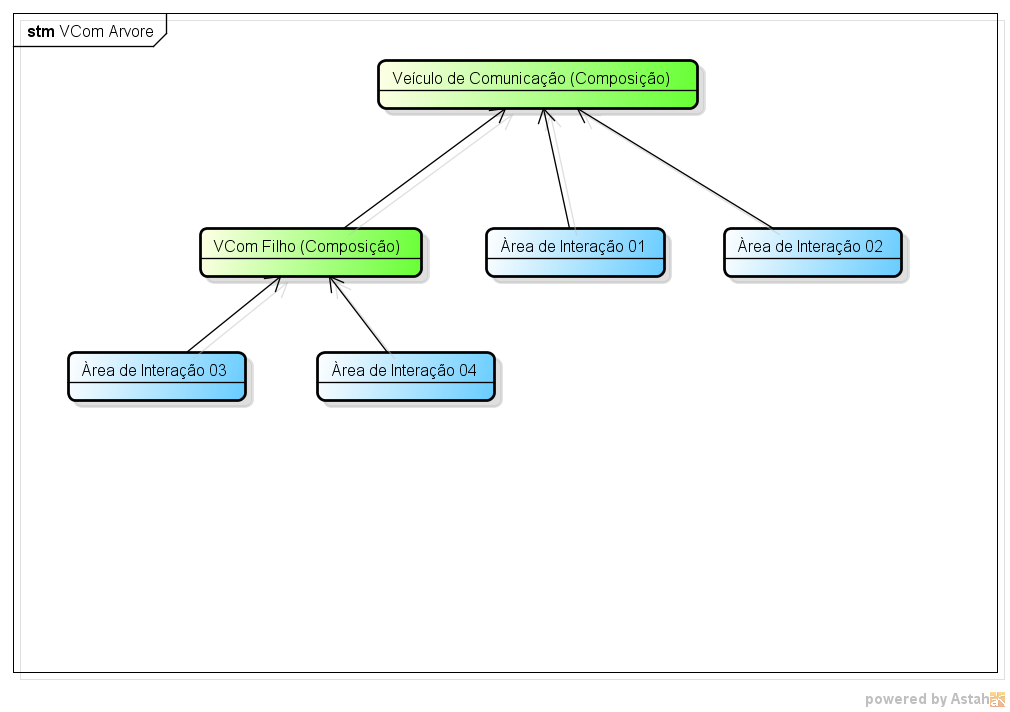 stm VCom Arvore
Veículo de Comunicação (Composição)
VCom Filho (Composição)
Àrea de Interação 01
Àrea de Interação 02
Àrea de Interação 03
Àrea de Interação 04
powered by Astah